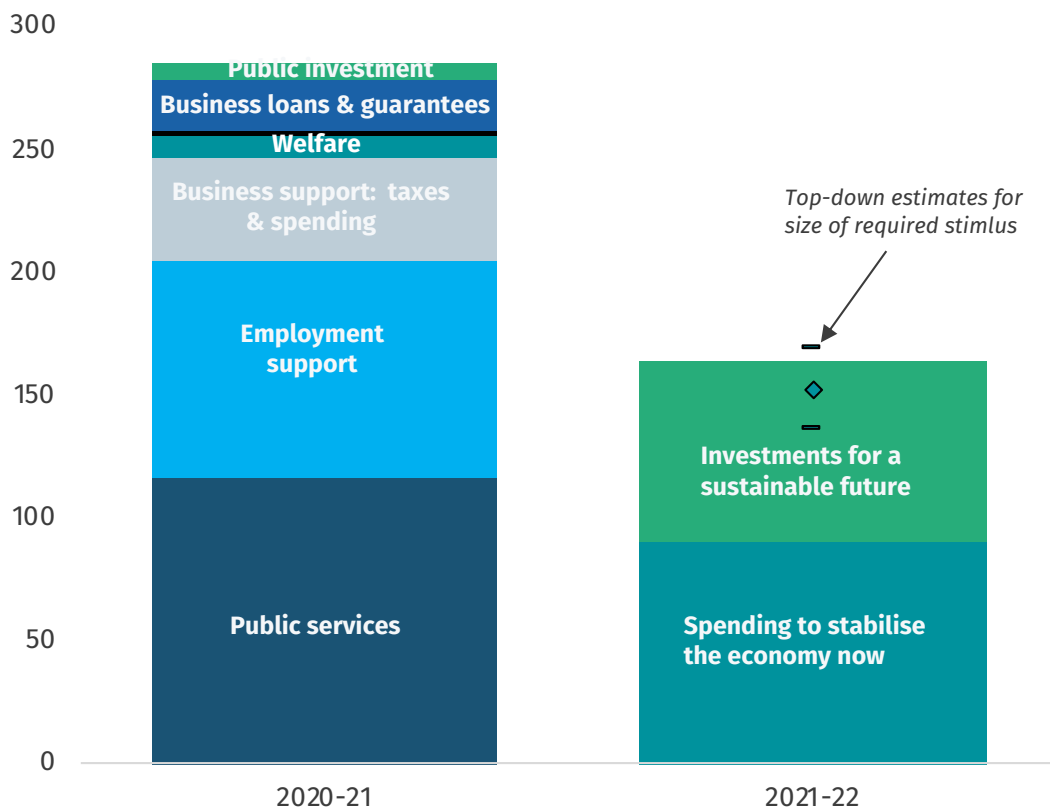 300
250
200
150
100
50
0
Public investment
Business loans & guarantees
Welfare
Business support: taxes
& spending
Employment
support
Public services
Top-down estimates for
size of required stimlus
Investments for a
sustainable future
Spending to stabilise
the economy now
2020-21
2021-22